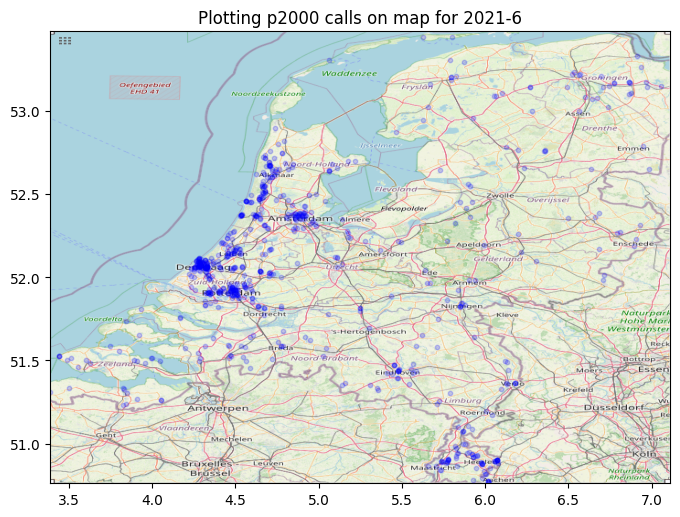 Plotting p2000 calls on map for 2021-6
Waddenzee
Oefengebied
EHD 41
Noordzeekustzone
Fryslân
Groningen
53.0
Assen
Drenthe
IJsselmeer
Emmen
Noord-Holland
Alkmaar
52.5
Flevoland
Zwolle
Overijssel
Flevopolder
Amsterdam
Almere
Enschede
Apeldoorn
Leiden
Amersfoort
Gelderland
Utrecht
52.0
Ede
Arnhem
Zuid-Holland
Nijmegen
Voordelta
Dordrecht
Kleve
Naturpark
Hohe Mark
Westmünster
's-Hertogenbosch
51.5
Breda
Noord-Brabant
Zeeland
Eindhoven
Bottrop
Moers
Essen
Venlo
Krefeld
Limburg
Düsseldorf
Antwerpen
Roermond
Gent
Vlaanderen
Mechelen
Leverkusen
51.0
Köln
Bruxelles
Brussel
Leuven
Maastricht
Heerlen
Naturpark
Rheinland
Aachen
3.5 4.0 4.5 5.0 5.5 6.0 6.5 7.0